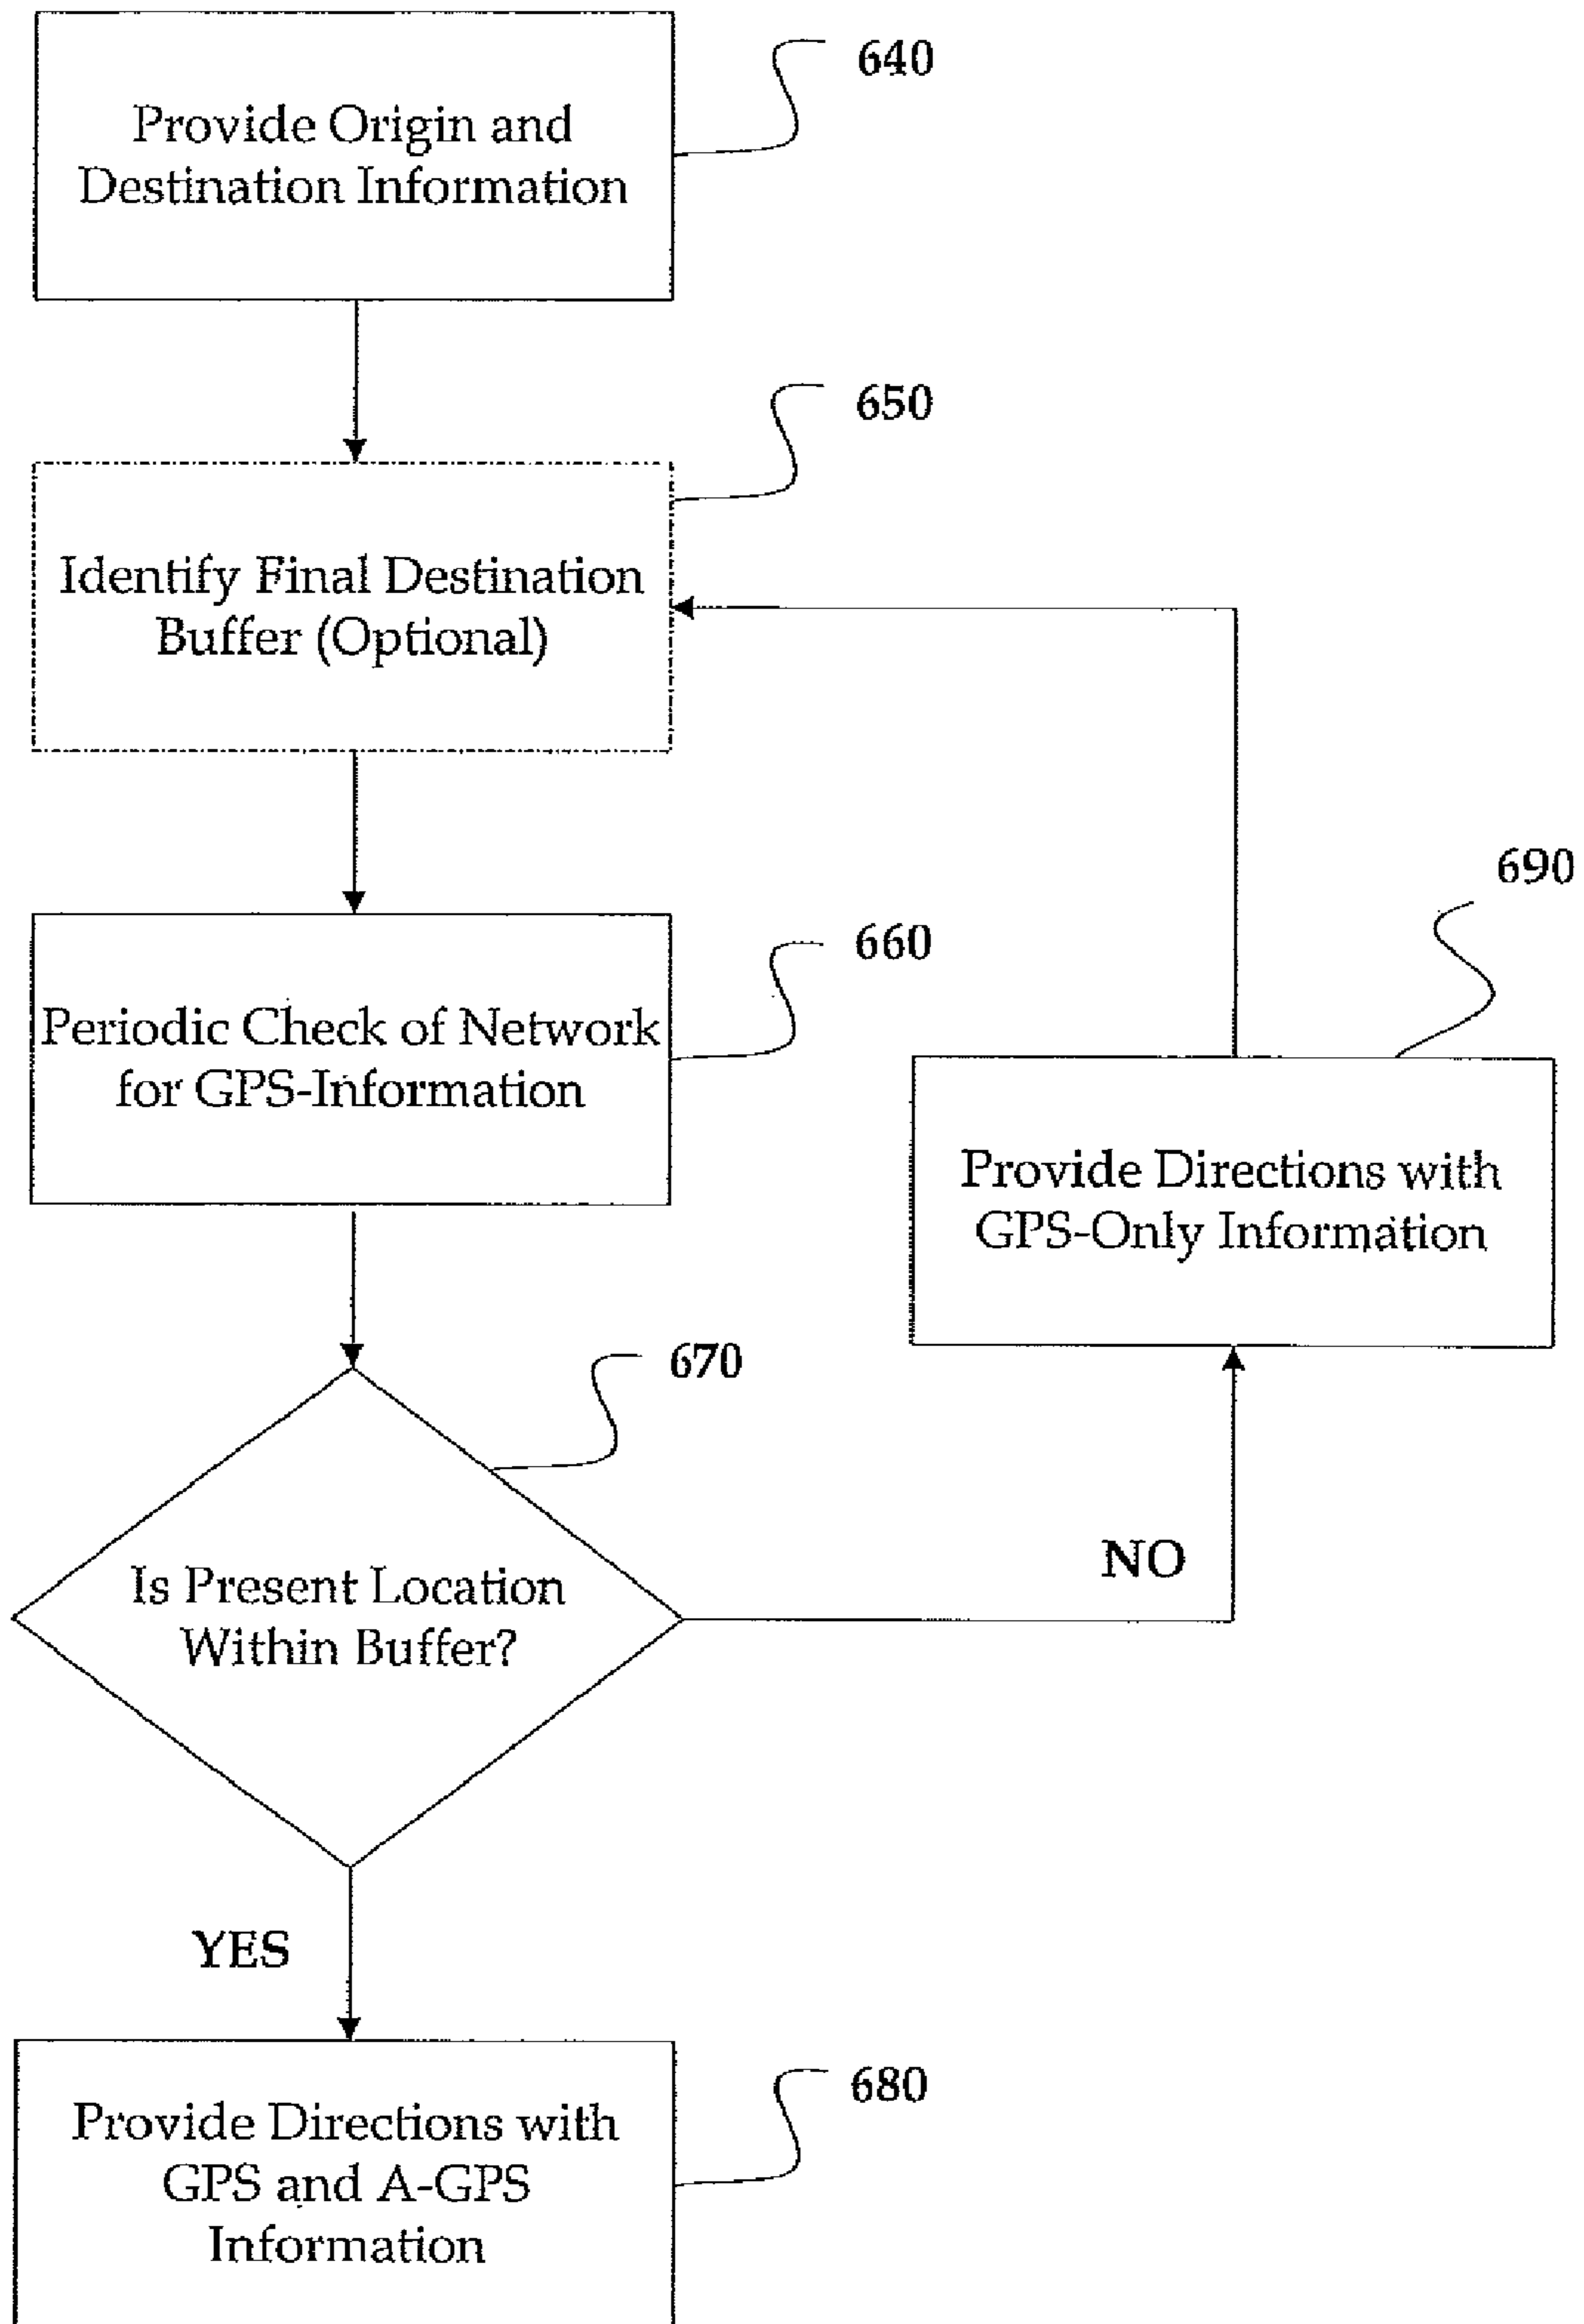 Provide Origin and
Destination Information
640
Identify Final Destination
Buffer (Optional)
650
Periodic Check of Network
for GPS-Information
660
690
Provide Directions with
GPS-Only Information
670
Is Present Location
Within Buffer?
NO
YES
Provide Directions with
GPS and A-GPS
Information
680